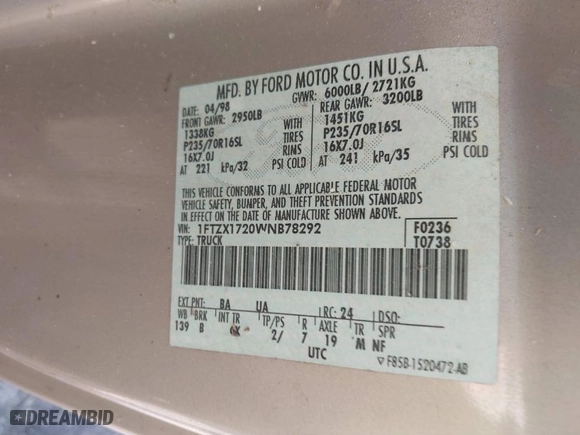 MFD. BY FORD MOTOR CO. IN U.S.A.
DATE: 04/98 GVWR: 6000LB/ 2721KG
FRONT GAWR: 2950LB REAR GAWR: 3200LB
1338KG 1451KG
P235/70R16SL TIRES P235/70R16SL TIRES
16X7.0J RIMS 16X7.0J RIMS
AT 221 kPa/32 PSI COLD AT 241 kPa/35 PSI COLD
THIS VEHICLE CONFORMS TO ALL APPLICABLE FEDERAL MOTOR
VEHICLE SAFETY, BUMPER, AND THEFT PREVENTION STANDARDS
IN EFFECT ON THE DATE OF MANUFACTURE SHOWN ABOVE.
VIN: 1FTZX1720WNB78292 F0236
TYPE: TRUCK T0738
EXT PNT: BA UA RC: 24 DSO:
WB BRK INT TR TP/PS R AXLE TR SPR
139 B 6K 2/ 7 19 M NF
UTC
F85B-1520472-AB
DREAMBID